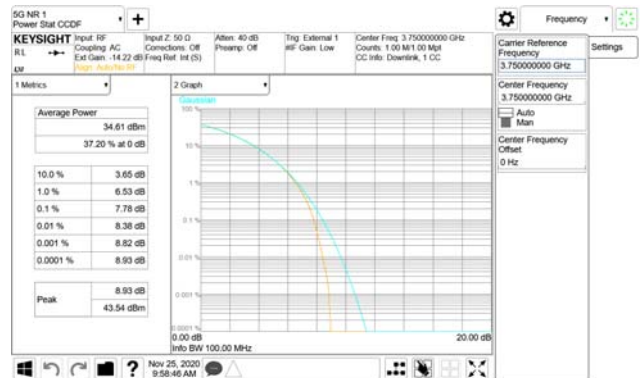 5G NR 1
Power Stat CCDF
KEYSIGHT
RL
Input: RF
Coupling: AC
Ext Gain: -14.22 dB
Align: Auto/No RF
Input Z: 50 Ω
Corrections: Off
Freq Ref: Int (S)
Atten: 40 dB
Preamp: Off
Trig: External 1
#IF Gain: Low
Center Freq: 3.750000000 GHz
Counts: 1.00 M/1.00 Mpt
CC Info: Downlink, 1 CC
1 Metrics
Average Power
34.61 dBm
37.20 % at 0 dB
10.0 % 3.65 dB
1.0 % 6.53 dB
0.1 % 7.78 dB
0.01 % 8.38 dB
0.001 % 8.82 dB
0.0001 % 8.93 dB
Peak
8.93 dB
43.54 dBm
2 Graph
Gaussian
100 %
10 %
1 %
0.1 %
0.01 %
0.001 %
0.0001 %
0.00 dB
20.00 dB
Info BW 100.00 MHz
Nov 25, 2020
9:58:46 AM
Frequency
Settings
Carrier Reference
Frequency
3.750000000 GHz
Center Frequency
3.750000000 GHz
Auto
Man
Center Frequency
Offset
0 Hz